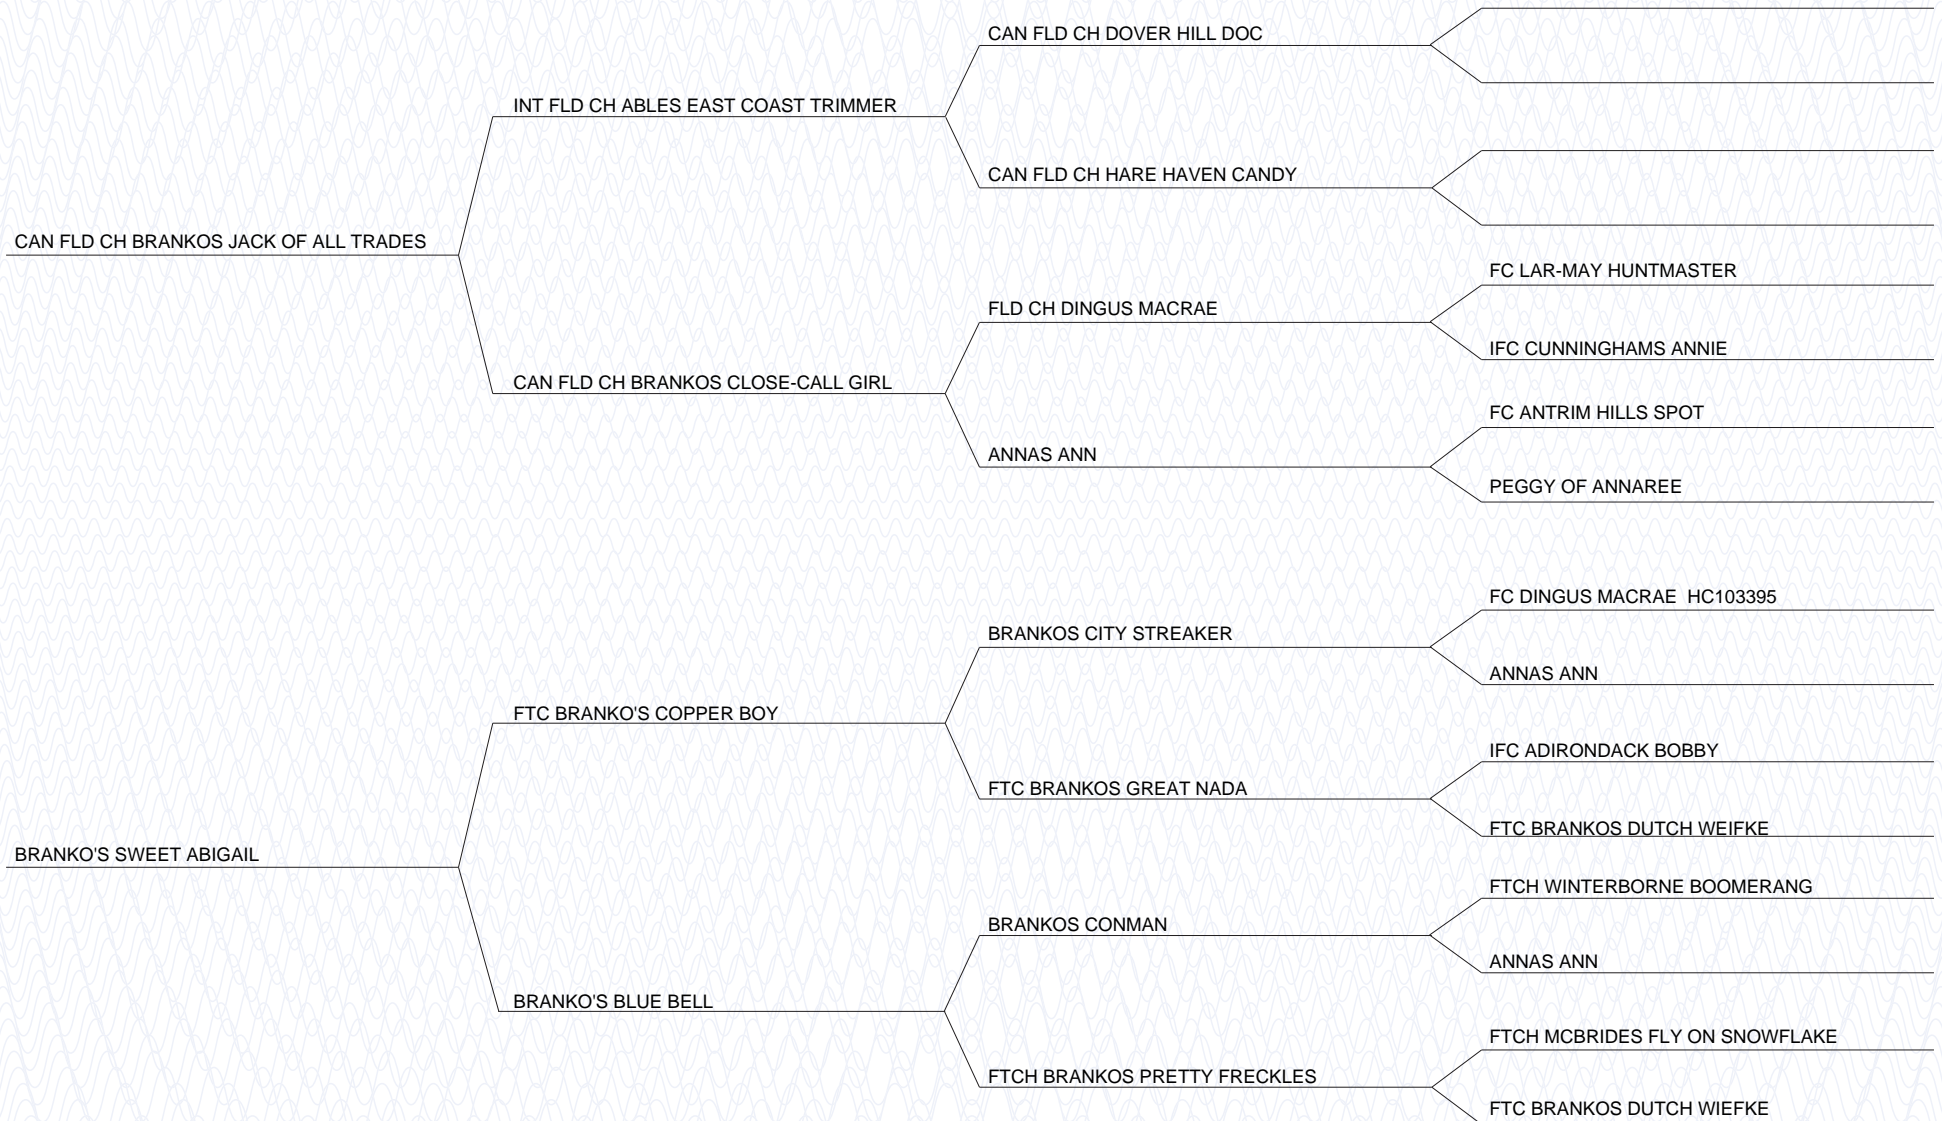 CAN FLD CH DOVER HILL DOC
INT FLD CH ABLES EAST COAST TRIMMER
CAN FLD CH HARE HAVEN CANDY
CAN FLD CH BRANKOS JACK OF ALL TRADES
FC LAR-MAY HUNTMASTER
FLD CH DINGUS MACRAE
IFC CUNNINGHAMS ANNIE
CAN FLD CH BRANKOS CLOSE-CALL GIRL
FC ANTRIM HILLS SPOT
ANNAS ANN
PEGGY OF ANNAREE
FC DINGUS MACRAE  HC103395
BRANKOS CITY STREAKER
ANNAS ANN
FTC BRANKO'S COPPER BOY
IFC ADIRONDACK BOBBY
FTC BRANKOS GREAT NADA
FTC BRANKOS DUTCH WEIFKE
BRANKO'S SWEET ABIGAIL
FTCH WINTERBORNE BOOMERANG
BRANKOS CONMAN
ANNAS ANN
BRANKO'S BLUE BELL
FTCH MCBRIDES FLY ON SNOWFLAKE
FTCH BRANKOS PRETTY FRECKLES
FTC BRANKOS DUTCH WIEFKE